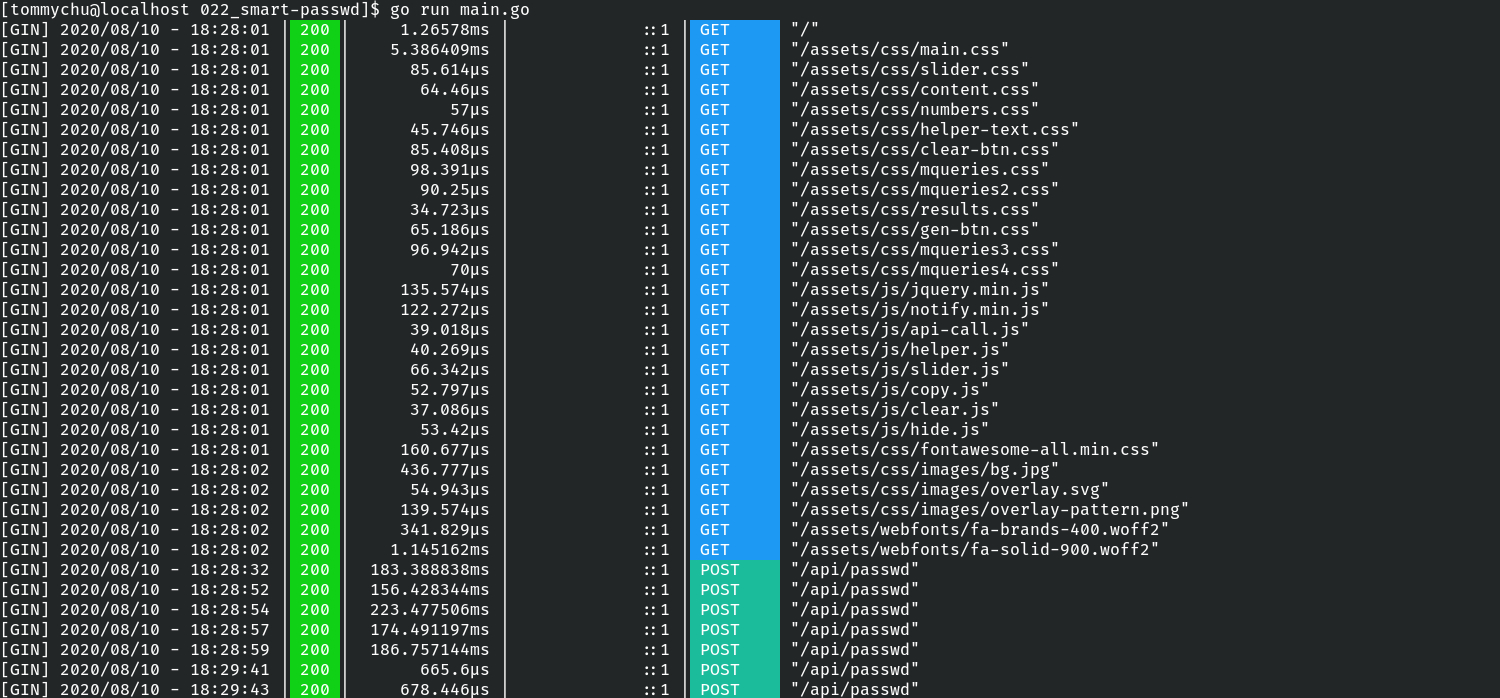 [tommychu@localhost 022_smart-passwd]$ go run main.go
[GIN] 2020/08/10 - 18:28:01 | 200 | 1.26578ms | ::1 | GET "/"
[GIN] 2020/08/10 - 18:28:01 | 200 | 5.386409ms | ::1 | GET "/assets/css/main.css"
[GIN] 2020/08/10 - 18:28:01 | 200 | 85.614µs | ::1 | GET "/assets/css/slider.css"
[GIN] 2020/08/10 - 18:28:01 | 200 | 64.46µs | ::1 | GET "/assets/css/content.css"
[GIN] 2020/08/10 - 18:28:01 | 200 | 57µs | ::1 | GET "/assets/css/numbers.css"
[GIN] 2020/08/10 - 18:28:01 | 200 | 45.746µs | ::1 | GET "/assets/css/helper-text.css"
[GIN] 2020/08/10 - 18:28:01 | 200 | 85.408µs | ::1 | GET "/assets/css/clear-btn.css"
[GIN] 2020/08/10 - 18:28:01 | 200 | 98.391µs | ::1 | GET "/assets/css/mqueries.css"
[GIN] 2020/08/10 - 18:28:01 | 200 | 90.25µs | ::1 | GET "/assets/css/mqueries2.css"
[GIN] 2020/08/10 - 18:28:01 | 200 | 34.723µs | ::1 | GET "/assets/css/results.css"
[GIN] 2020/08/10 - 18:28:01 | 200 | 65.186µs | ::1 | GET "/assets/css/gen-btn.css"
[GIN] 2020/08/10 - 18:28:01 | 200 | 96.942µs | ::1 | GET "/assets/css/mqueries3.css"
[GIN] 2020/08/10 - 18:28:01 | 200 | 70µs | ::1 | GET "/assets/css/mqueries4.css"
[GIN] 2020/08/10 - 18:28:01 | 200 | 135.574µs | ::1 | GET "/assets/js/jquery.min.js"
[GIN] 2020/08/10 - 18:28:01 | 200 | 122.272µs | ::1 | GET "/assets/js/notify.min.js"
[GIN] 2020/08/10 - 18:28:01 | 200 | 39.018µs | ::1 | GET "/assets/js/api-call.js"
[GIN] 2020/08/10 - 18:28:01 | 200 | 40.269µs | ::1 | GET "/assets/js/helper.js"
[GIN] 2020/08/10 - 18:28:01 | 200 | 66.342µs | ::1 | GET "/assets/js/slider.js"
[GIN] 2020/08/10 - 18:28:01 | 200 | 52.797µs | ::1 | GET "/assets/js/copy.js"
[GIN] 2020/08/10 - 18:28:01 | 200 | 37.086µs | ::1 | GET "/assets/js/clear.js"
[GIN] 2020/08/10 - 18:28:01 | 200 | 53.42µs | ::1 | GET "/assets/js/hide.js"
[GIN] 2020/08/10 - 18:28:01 | 200 | 160.677µs | ::1 | GET "/assets/css/fontawesome-all.min.css"
[GIN] 2020/08/10 - 18:28:02 | 200 | 436.777µs | ::1 | GET "/assets/css/images/bg.jpg"
[GIN] 2020/08/10 - 18:28:02 | 200 | 54.943µs | ::1 | GET "/assets/css/images/overlay.svg"
[GIN] 2020/08/10 - 18:28:02 | 200 | 139.574µs | ::1 | GET "/assets/css/images/overlay-pattern.png"
[GIN] 2020/08/10 - 18:28:02 | 200 | 341.829µs | ::1 | GET "/assets/webfonts/fa-brands-400.woff2"
[GIN] 2020/08/10 - 18:28:02 | 200 | 1.145162ms | ::1 | GET "/assets/webfonts/fa-solid-900.woff2"
[GIN] 2020/08/10 - 18:28:32 | 200 | 183.388838ms | ::1 | POST "/api/passwd"
[GIN] 2020/08/10 - 18:28:52 | 200 | 156.428344ms | ::1 | POST "/api/passwd"
[GIN] 2020/08/10 - 18:28:54 | 200 | 223.477506ms | ::1 | POST "/api/passwd"
[GIN] 2020/08/10 - 18:28:57 | 200 | 174.491197ms | ::1 | POST "/api/passwd"
[GIN] 2020/08/10 - 18:28:59 | 200 | 186.757144ms | ::1 | POST "/api/passwd"
[GIN] 2020/08/10 - 18:29:41 | 200 | 665.6µs | ::1 | POST "/api/passwd"
[GIN] 2020/08/10 - 18:29:43 | 200 | 678.446µs | ::1 | POST "/api/passwd"